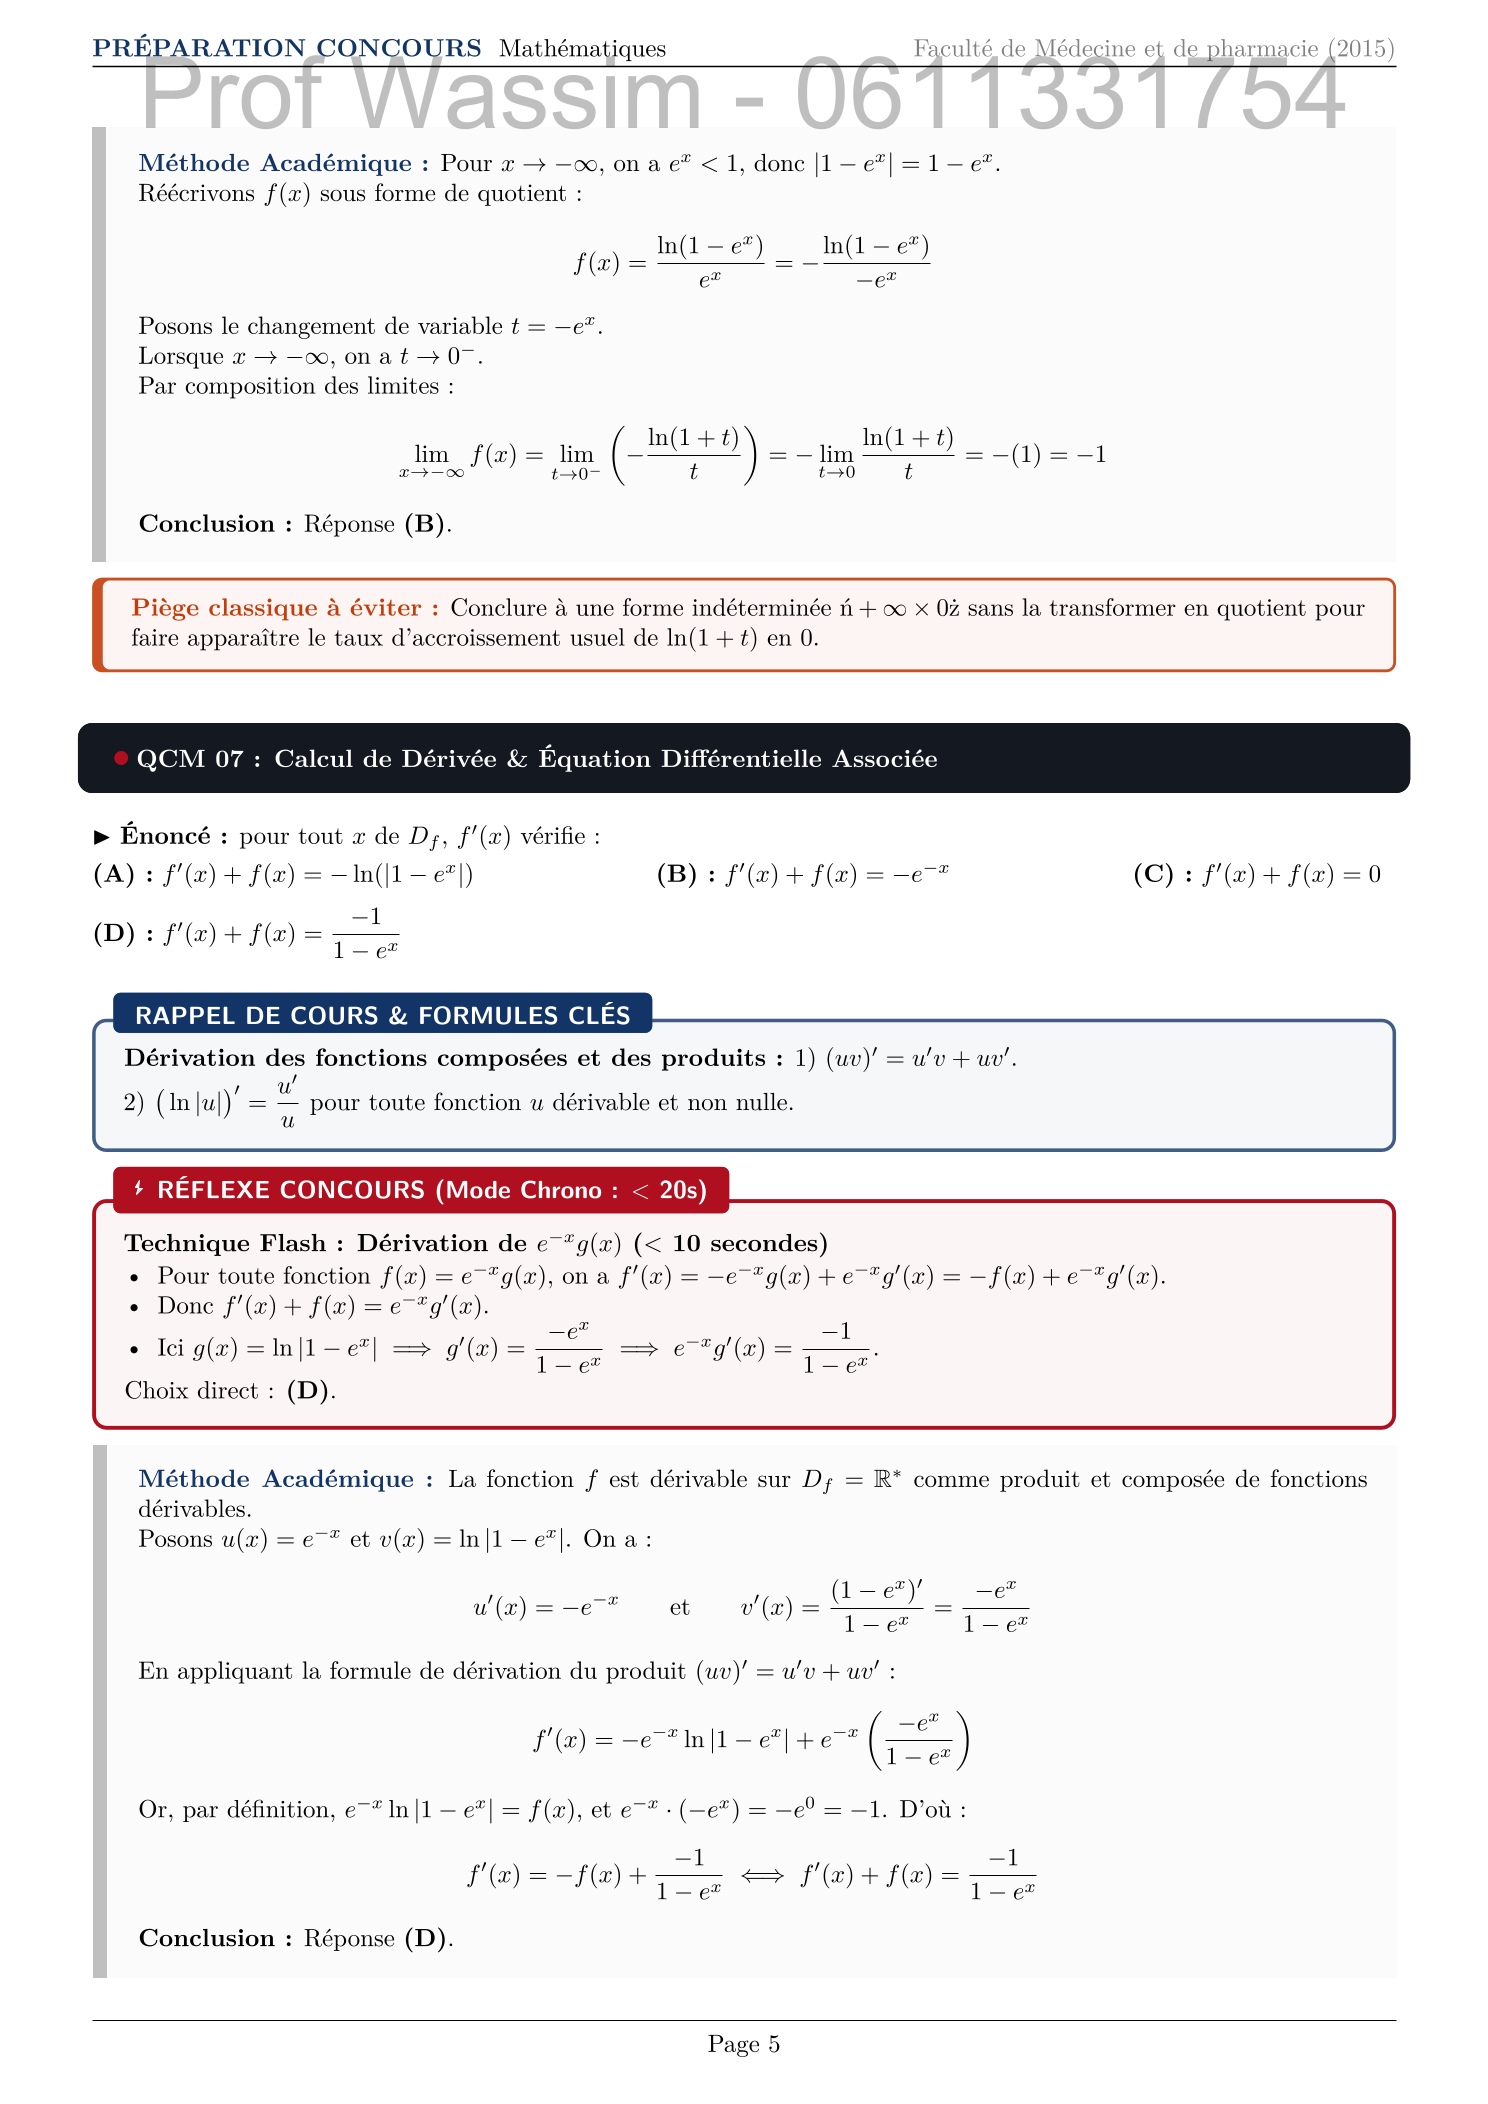 PRÉPARATION CONCOURS Mathématiques Faculté de Médecine et de pharmacie (2015)
Prof Wassim - 0611331754
Méthode Académique : Pour x → −∞, on a e^x < 1, donc |1 − e^x| = 1 − e^x.
Réécrivons f(x) sous forme de quotient :
f(x) = ln(1 − e^x)/e^x = − ln(1 − e^x)/−e^x
Posons le changement de variable t = −e^x.
Lorsque x → −∞, on a t → 0^−.
Par composition des limites :
lim_{x→−∞} f(x) = lim_{t→0^−} (− ln(1 + t)/t) = − lim_{t→0} ln(1 + t)/t = −(1) = −1
Conclusion : Réponse (B).
Piège classique à éviter : Conclure à une forme indéterminée ń + ∞ × 0ż sans la transformer en quotient pour
faire apparaître le taux d'accroissement usuel de ln(1 + t) en 0.
● QCM 07 : Calcul de Dérivée & Équation Différentielle Associée
▶ Énoncé : pour tout x de D_f, f′(x) vérifie :
(A) : f′(x) + f(x) = − ln(|1 − e^x|) (B) : f′(x) + f(x) = −e^{−x} (C) : f′(x) + f(x) = 0
(D) : f′(x) + f(x) = −1/(1 − e^x)
RAPPEL DE COURS & FORMULES CLÉS
Dérivation des fonctions composées et des produits : 1) (uv)′ = u′v + uv′.
2) (ln |u|)′ = u′/u pour toute fonction u dérivable et non nulle.
⚡ RÉFLEXE CONCOURS (Mode Chrono : < 20s)
Technique Flash : Dérivation de e^{−x}g(x) (< 10 secondes)
• Pour toute fonction f(x) = e^{−x}g(x), on a f′(x) = −e^{−x}g(x) + e^{−x}g′(x) = −f(x) + e^{−x}g′(x).
• Donc f′(x) + f(x) = e^{−x}g′(x).
• Ici g(x) = ln |1 − e^x| ⟹ g′(x) = −e^x/(1 − e^x) ⟹ e^{−x}g′(x) = −1/(1 − e^x).
Choix direct : (D).
Méthode Académique : La fonction f est dérivable sur D_f = ℝ* comme produit et composée de fonctions
dérivables.
Posons u(x) = e^{−x} et v(x) = ln |1 − e^x|. On a :
u′(x) = −e^{−x} et v′(x) = (1 − e^x)′/(1 − e^x) = −e^x/(1 − e^x)
En appliquant la formule de dérivation du produit (uv)′ = u′v + uv′ :
f′(x) = −e^{−x} ln |1 − e^x| + e^{−x} (−e^x/(1 − e^x))
Or, par définition, e^{−x} ln |1 − e^x| = f(x), et e^{−x} · (−e^x) = −e^0 = −1. D'où :
f′(x) = −f(x) + −1/(1 − e^x) ⟺ f′(x) + f(x) = −1/(1 − e^x)
Conclusion : Réponse (D).
Page 5